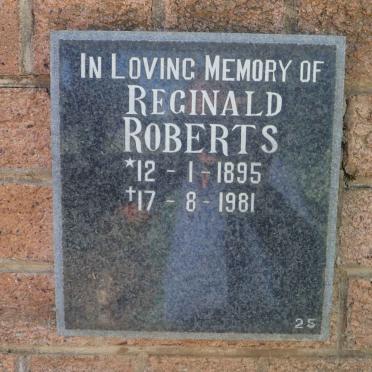 IN LOVING MEMORY OF
REGINALD
ROBERTS
*12 - 1 - 1895
†17 - 8 - 1981
25